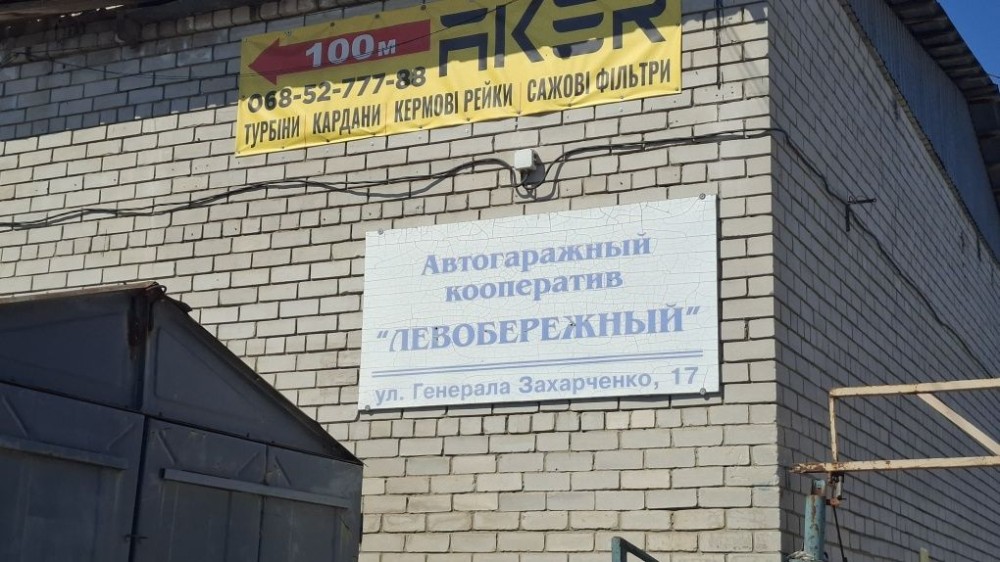 100м
AKER
068-52-777-88
ТУРБІНИ | КАРДАНИ | КЕРМОВІ РЕЙКИ | САЖОВІ ФІЛЬТРИ
Автогаражный
кооператив
"ЛЕВОБЕРЕЖНЫЙ"
ул. Генерала Захарченко, 17